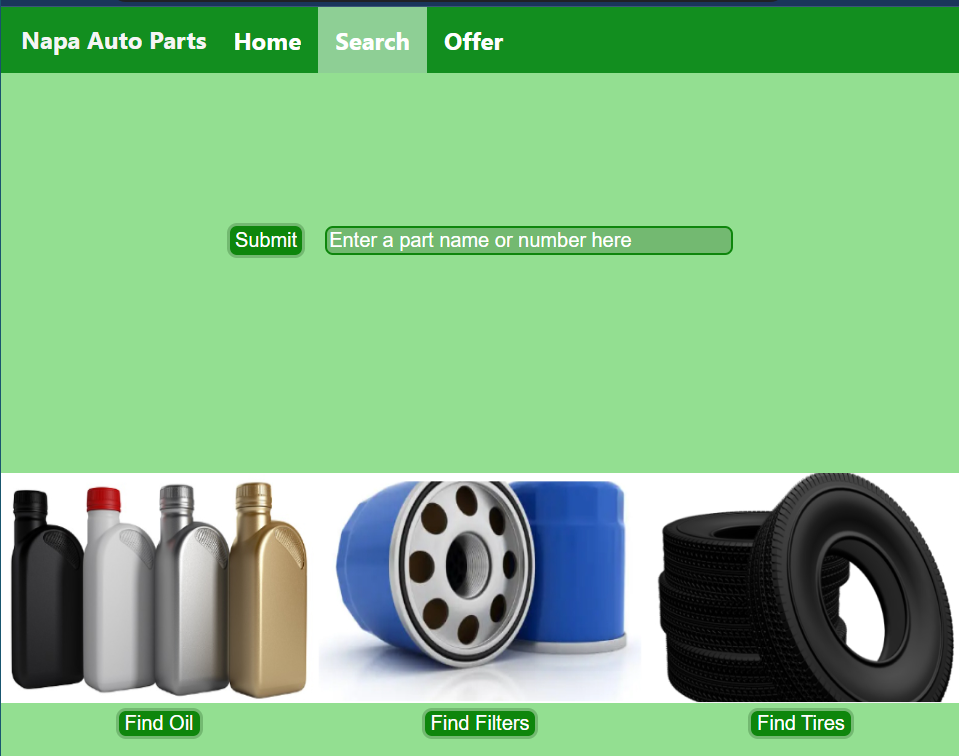 Napa Auto Parts Home Search Offer
Submit Enter a part name or number here
Find Oil Find Filters Find Tires